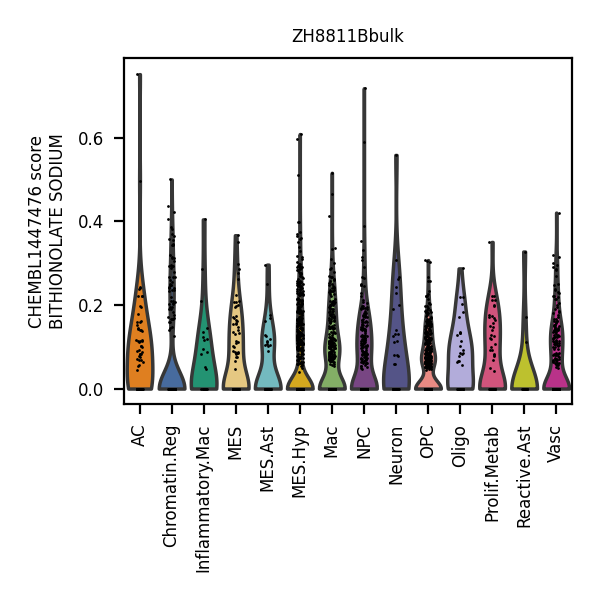 ZH8811Bbulk
CHEMBL1447476 score
BITHIONOLATE SODIUM
0.6
0.4
0.2
0.0
AC
Chromatin.Reg
Inflammatory.Mac
MES
MES.Ast
MES.Hyp
Mac
NPC
Neuron
OPC
Oligo
Prolif.Metab
Reactive.Ast
Vasc